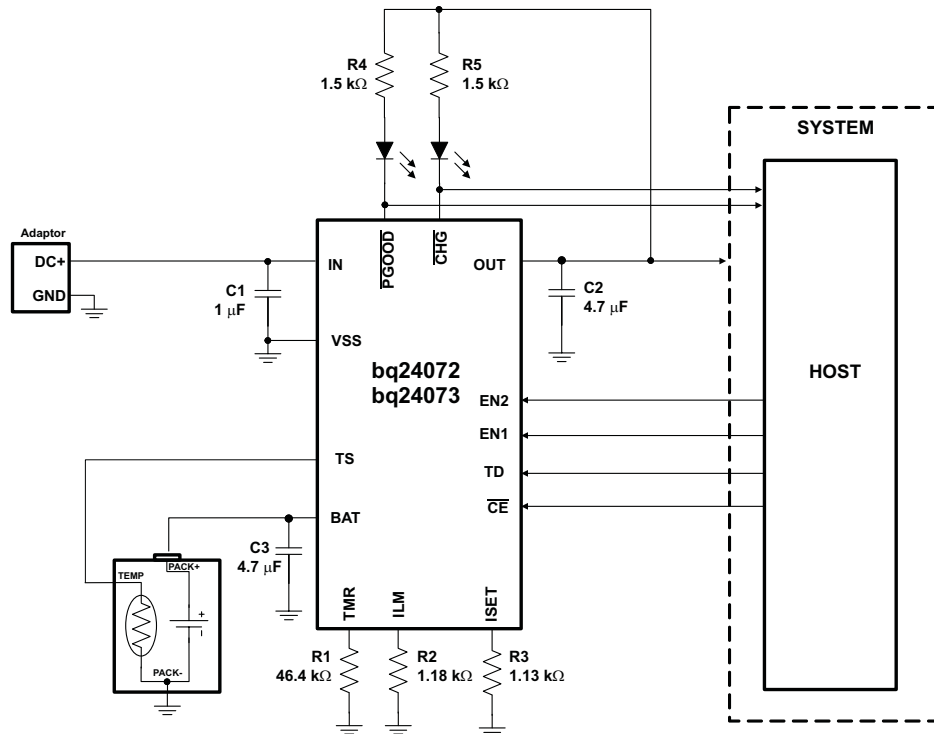 R4
1.5 kΩ
R5
1.5 kΩ
SYSTEM
HOST
Adaptor
DC+
GND
C1
1 μF
IN
PGOOD
CHG
OUT
C2
4.7 μF
VSS
bq24072
bq24073
EN2
EN1
TD
CE
TS
BAT
C3
4.7 μF
TEMP
PACK+
+
–
PACK-
TMR
ILM
ISET
R1
46.4 kΩ
R2
1.18 kΩ
R3
1.13 kΩ